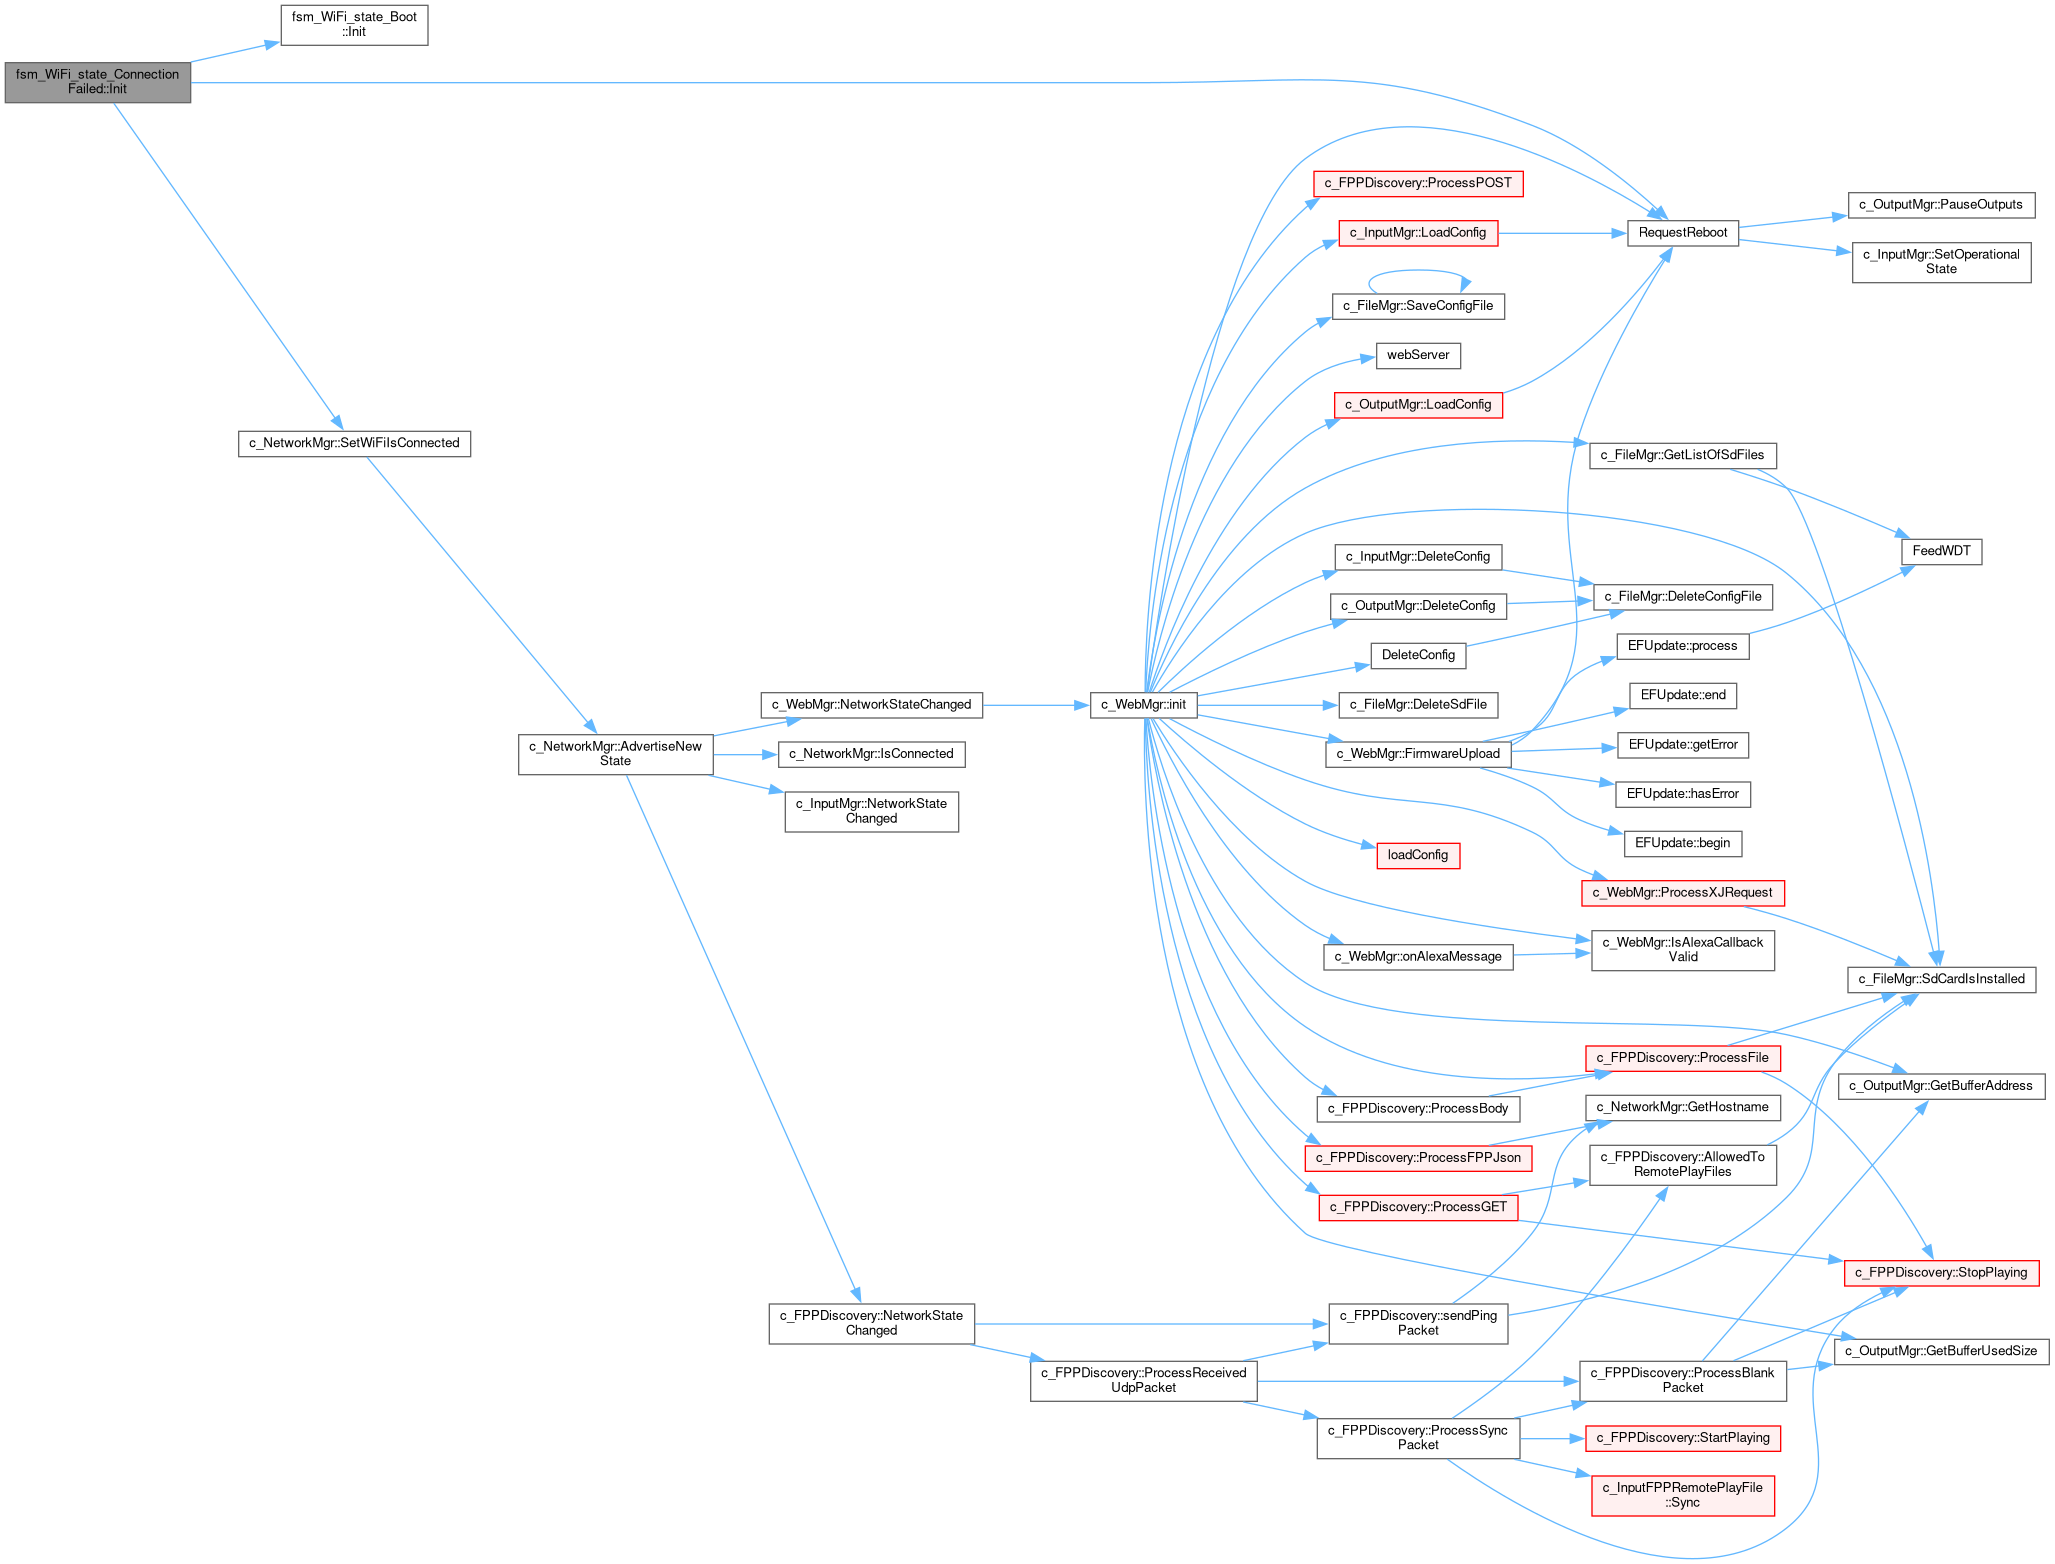 fsm_WiFi_state_Boot
::Init
fsm_WiFi_state_Connection
Failed::Init
c_NetworkMgr::SetWiFiIsConnected
c_NetworkMgr::AdvertiseNew
State
c_WebMgr::NetworkStateChanged
c_NetworkMgr::IsConnected
c_InputMgr::NetworkState
Changed
c_FPPDiscovery::NetworkState
Changed
c_WebMgr::init
c_FPPDiscovery::ProcessReceived
UdpPacket
c_FPPDiscovery::ProcessPOST
c_InputMgr::LoadConfig
c_FileMgr::SaveConfigFile
webServer
c_OutputMgr::LoadConfig
c_InputMgr::DeleteConfig
c_OutputMgr::DeleteConfig
DeleteConfig
c_FileMgr::DeleteSdFile
c_WebMgr::FirmwareUpload
loadConfig
c_WebMgr::onAlexaMessage
c_FPPDiscovery::ProcessBody
c_FPPDiscovery::ProcessFPPJson
c_FPPDiscovery::ProcessGET
c_FPPDiscovery::sendPing
Packet
c_FPPDiscovery::ProcessSync
Packet
RequestReboot
c_FileMgr::GetListOfSdFiles
c_FileMgr::DeleteConfigFile
EFUpdate::process
EFUpdate::end
EFUpdate::getError
EFUpdate::hasError
EFUpdate::begin
c_WebMgr::ProcessXJRequest
c_WebMgr::IsAlexaCallback
Valid
c_FPPDiscovery::ProcessFile
c_NetworkMgr::GetHostname
c_FPPDiscovery::AllowedTo
RemotePlayFiles
c_FPPDiscovery::ProcessBlank
Packet
c_FPPDiscovery::StartPlaying
c_InputFPPRemotePlayFile
::Sync
c_OutputMgr::PauseOutputs
c_InputMgr::SetOperational
State
FeedWDT
c_FileMgr::SdCardIsInstalled
c_OutputMgr::GetBufferAddress
c_FPPDiscovery::StopPlaying
c_OutputMgr::GetBufferUsedSize